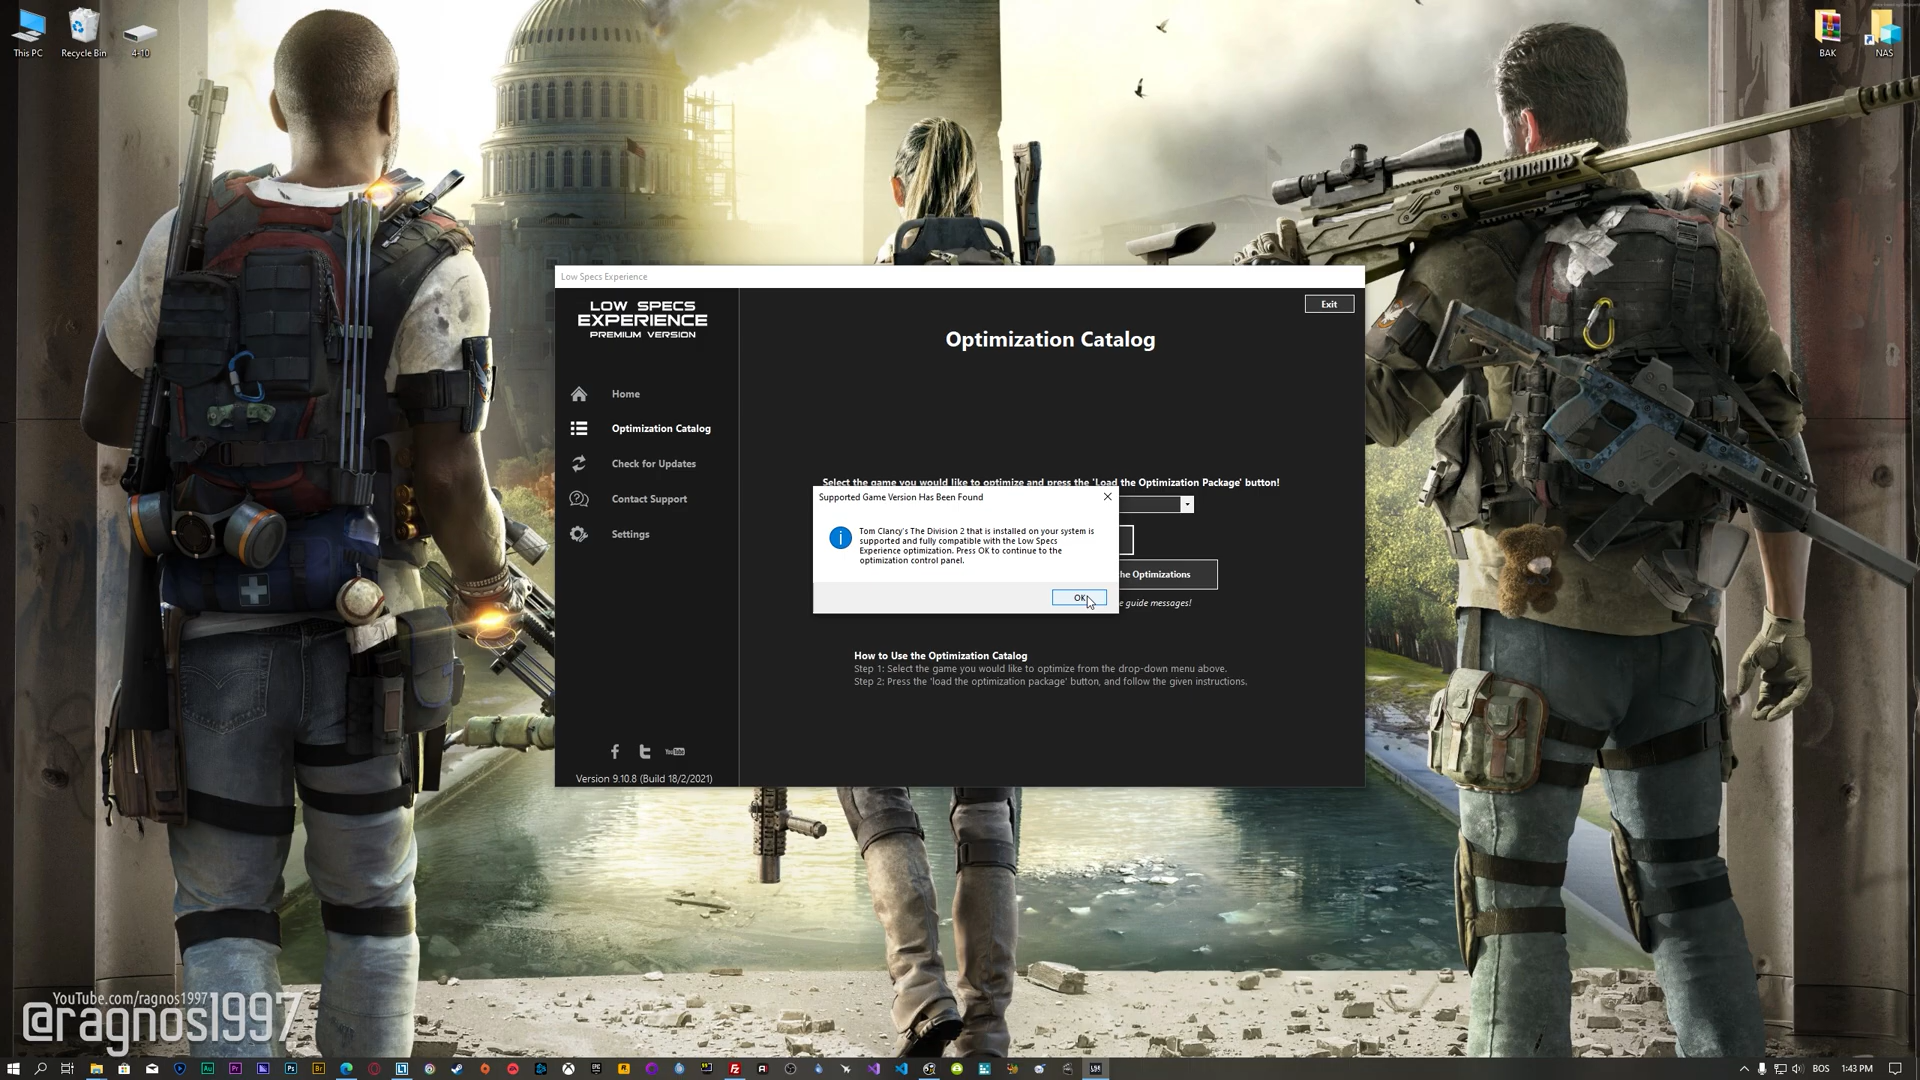 This PC
Recycle Bin
4-10
BAK
NAS
Low Specs Experience
LOW SPECS
EXPERIENCE
PREMIUM VERSION
Exit
Optimization Catalog
Home
Optimization Catalog
Check for Updates
Contact Support
Settings
Select the game you would like to optimize and press the 'Load the Optimization Package' button!
Supported Game Version Has Been Found
Tom Clancy's The Division 2 that is installed on your system is
supported and fully compatible with the Low Specs
Experience optimization. Press OK to continue to the
optimization control panel.
OK
he Optimizations
e guide messages!
How to Use the Optimization Catalog
Step 1: Select the game you would like to optimize from the drop-down menu above.
Step 2: Press the 'load the optimization package' button, and follow the given instructions.
Version 9.10.8 (Build 18/2/2021)
YouTube.com/ragnos1997
@ragnos1997
BOS
1:43 PM